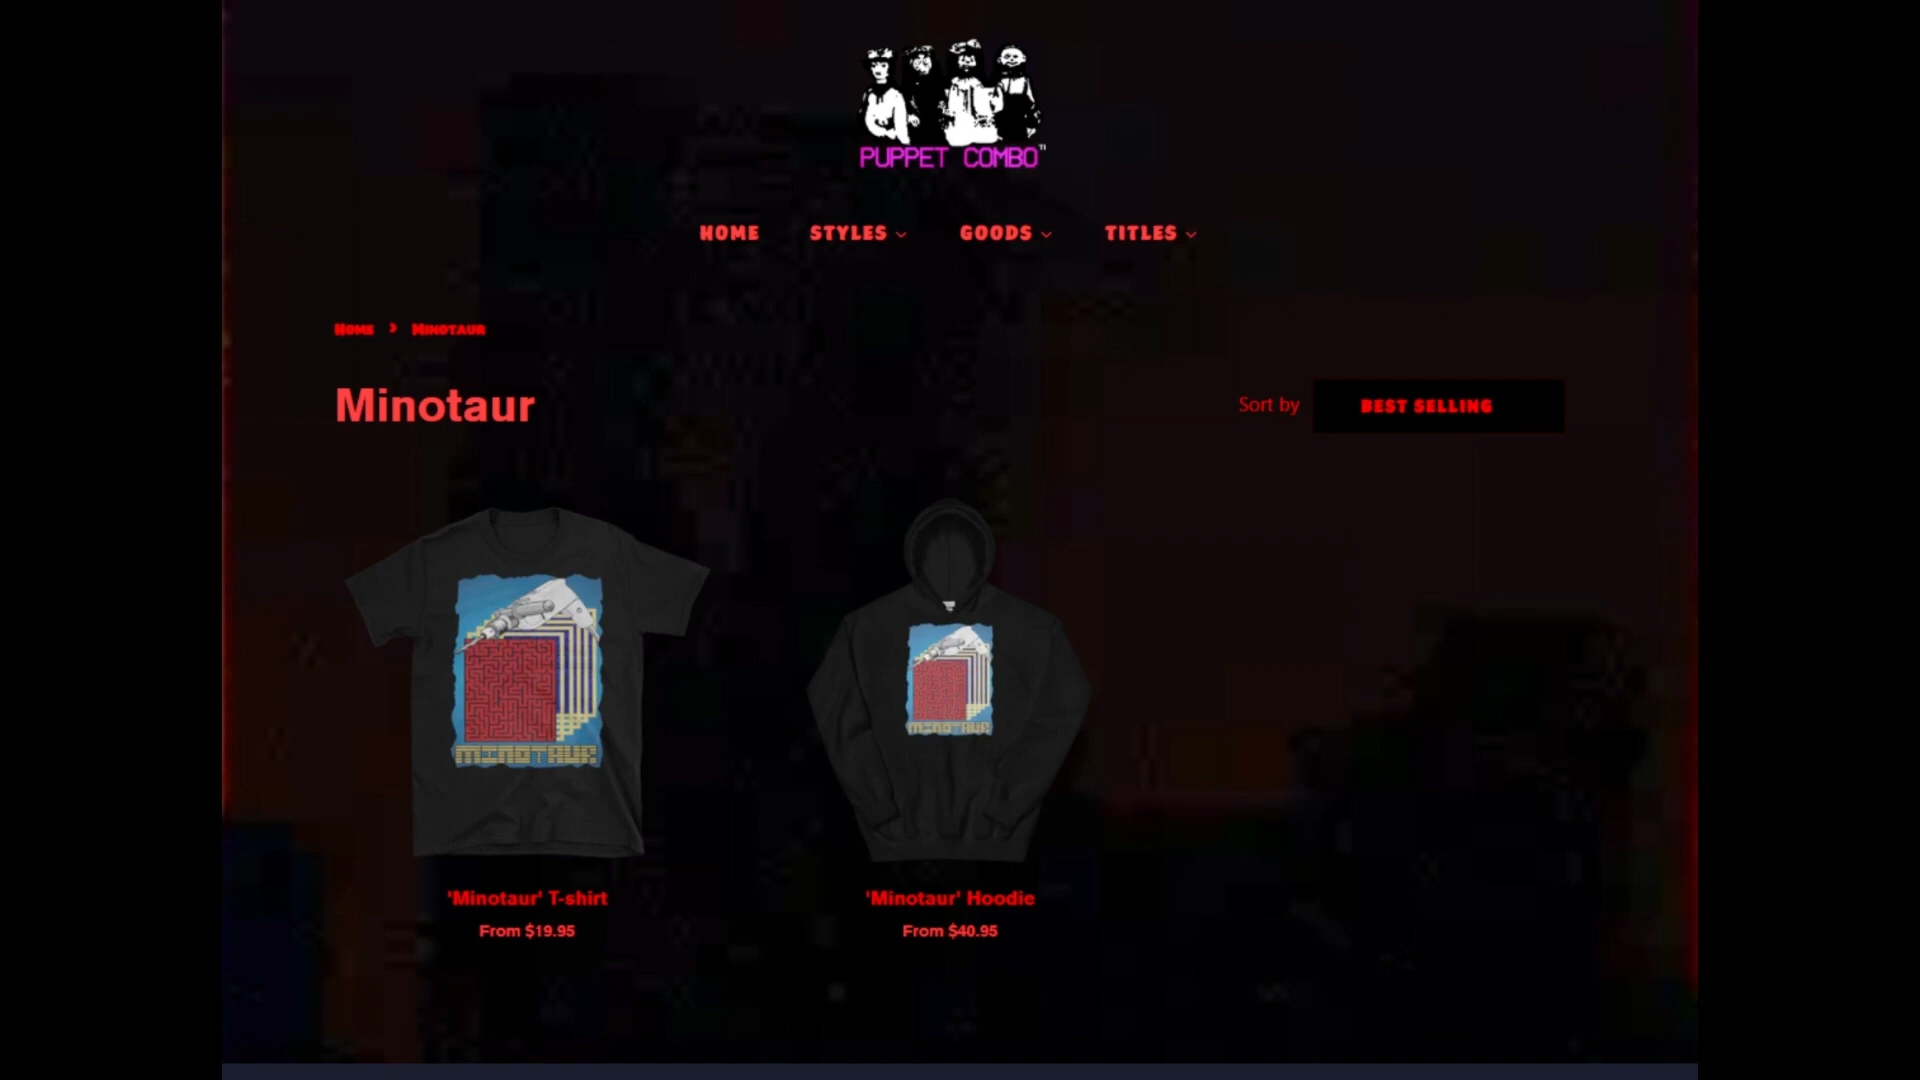 PUPPET COMBO
HOME STYLES GOODS TITLES
Home > Minotaur
Minotaur
Sort by BEST SELLING
MINOTAUR
MINOTAUR
'Minotaur' T-shirt
From $19.95
'Minotaur' Hoodie
From $40.95